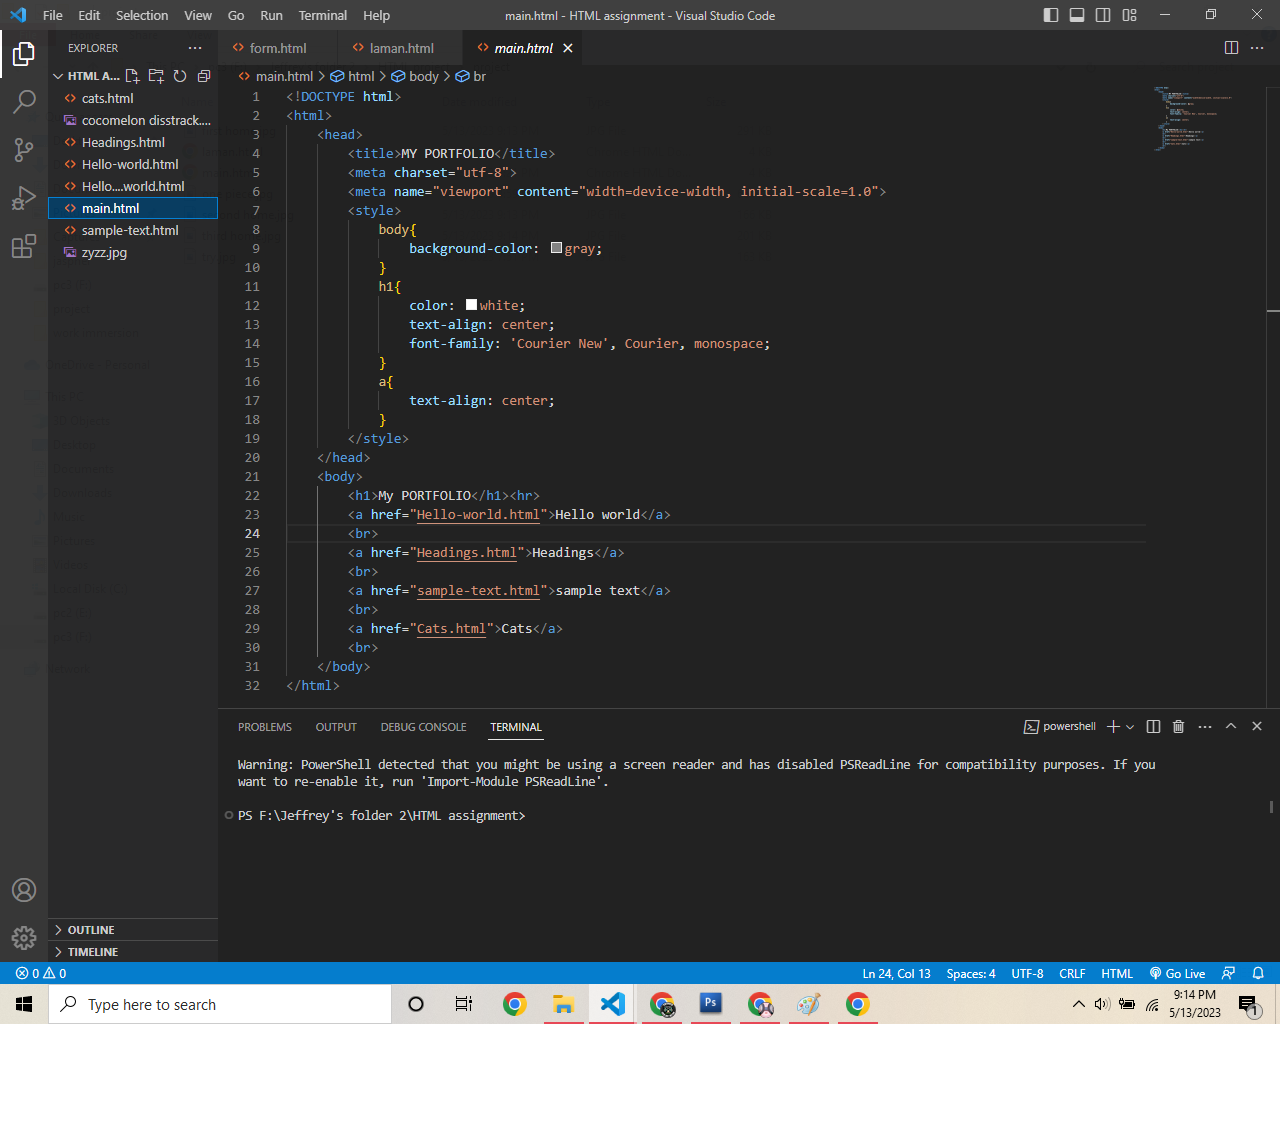 File Edit Selection View Go Run Terminal Help
main.html - HTML assignment - Visual Studio Code
EXPLORER
HTML A...
cats.html
cocomelon disstrack....
Headings.html
Hello-world.html
Hello....world.html
main.html
sample-text.html
zyzz.jpg
OUTLINE
TIMELINE
form.html laman.html main.html
main.html > html > body > br
1 <!DOCTYPE html>
2 <html>
3 <head>
4 <title>MY PORTFOLIO</title>
5 <meta charset="utf-8">
6 <meta name="viewport" content="width=device-width, initial-scale=1.0">
7 <style>
8 body{
9 background-color: gray;
10 }
11 h1{
12 color: white;
13 text-align: center;
14 font-family: 'Courier New', Courier, monospace;
15 }
16 a{
17 text-align: center;
18 }
19 </style>
20 </head>
21 <body>
22 <h1>My PORTFOLIO</h1><hr>
23 <a href="Hello-world.html">Hello world</a>
24 <br>
25 <a href="Headings.html">Headings</a>
26 <br>
27 <a href="sample-text.html">sample text</a>
28 <br>
29 <a href="Cats.html">Cats</a>
30 <br>
31 </body>
32 </html>
PROBLEMS OUTPUT DEBUG CONSOLE TERMINAL
powershell
Warning: PowerShell detected that you might be using a screen reader and has disabled PSReadLine for compatibility purposes. If you
want to re-enable it, run 'Import-Module PSReadLine'.
PS F:\Jeffrey's folder 2\HTML assignment>
0 0
Ln 24, Col 13 Spaces: 4 UTF-8 CRLF HTML Go Live
Type here to search
Ps
9:14 PM
5/13/2023
1